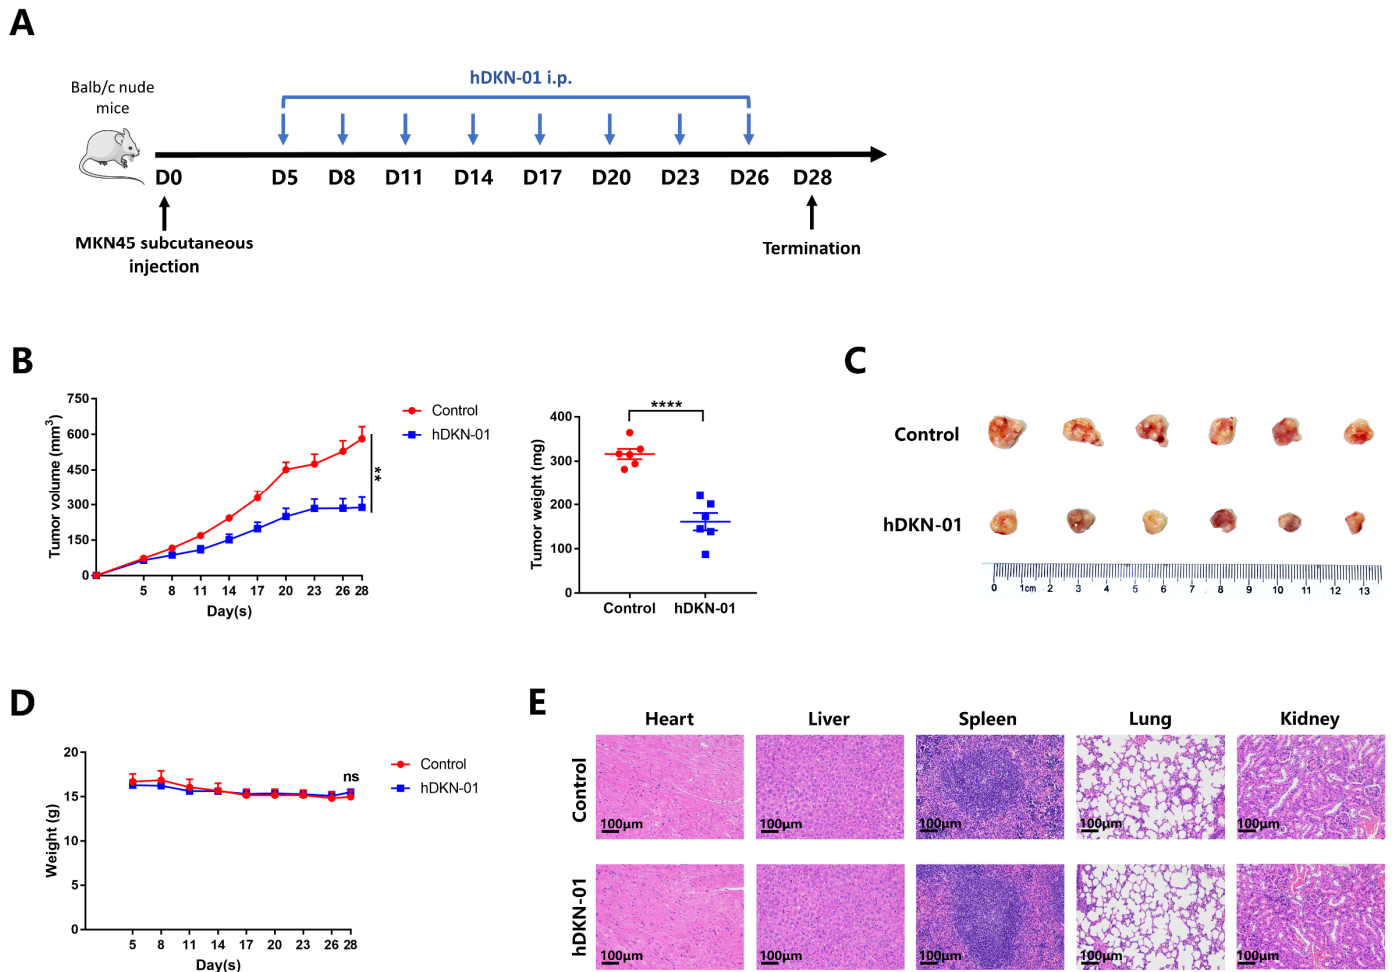 A
Balb/c nude
mice
hDKN-01 i.p.
D0 D5 D8 D11 D14 D17 D20 D23 D26 D28
MKN45 subcutaneous
injection
Termination
B
Tumor volume (mm3)
750
600
450
300
150
0
5 8 11 14 17 20 23 26 28
Day(s)
Control
hDKN-01
**
Tumor weight (mg)
400
300
200
100
0
****
Control hDKN-01
C
Control
hDKN-01
0 1cm 2 3 4 5 6 7 8 9 10 11 12 13
D
Weight (g)
20
15
10
5
0
5 8 11 14 17 20 23 26 28
Day(s)
ns
Control
hDKN-01
E
Heart Liver Spleen Lung Kidney
Control
100μm 100μm 100μm 100μm 100μm
hDKN-01
100μm 100μm 100μm 100μm 100μm